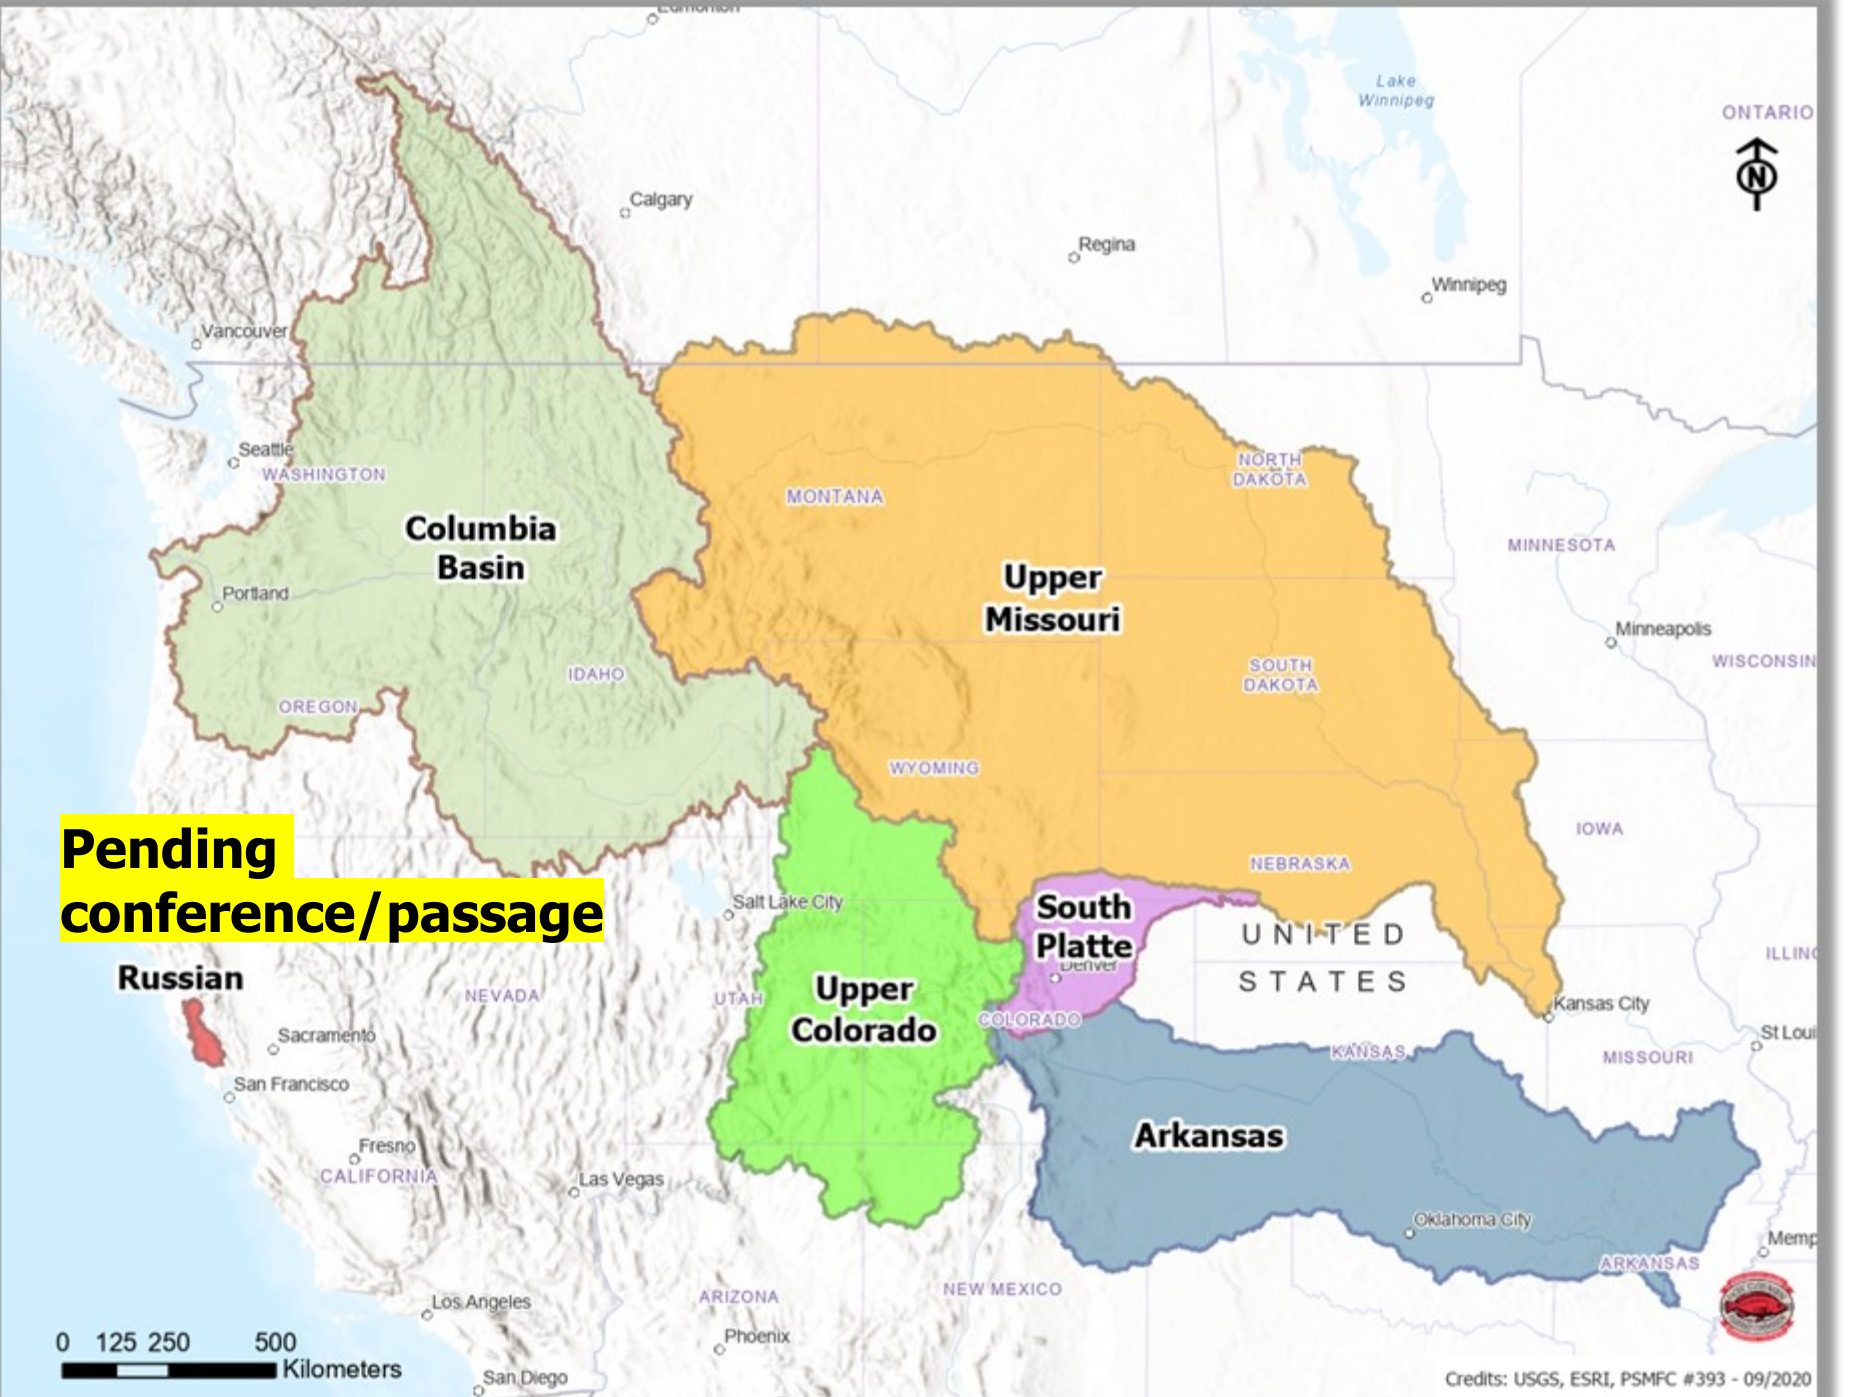 Edmonton
Lake
Winnipeg
ONTARIO
N
Calgary
Regina
Winnipeg
Vancouver
Seattle
WASHINGTON
MONTANA
NORTH
DAKOTA
Columbia
Basin
MINNESOTA
Portland
Upper
Missouri
Minneapolis
WISCONSIN
IDAHO
SOUTH
DAKOTA
OREGON
WYOMING
IOWA
Pending
conference/passage
NEBRASKA
Salt Lake City
South
Platte
Denver
UNITED
STATES
ILLINO
Russian
NEVADA
UTAH
Upper
Colorado
COLORADO
Kansas City
Sacramento
St Loui
KANSAS
MISSOURI
San Francisco
Arkansas
Fresno
CALIFORNIA
Las Vegas
Oklahoma City
Memp
ARKANSAS
NEW MEXICO
ARIZONA
Los Angeles
Phoenix
0 125 250 500
Kilometers
San Diego
Credits: USGS, ESRI, PSMFC #393 - 09/2020